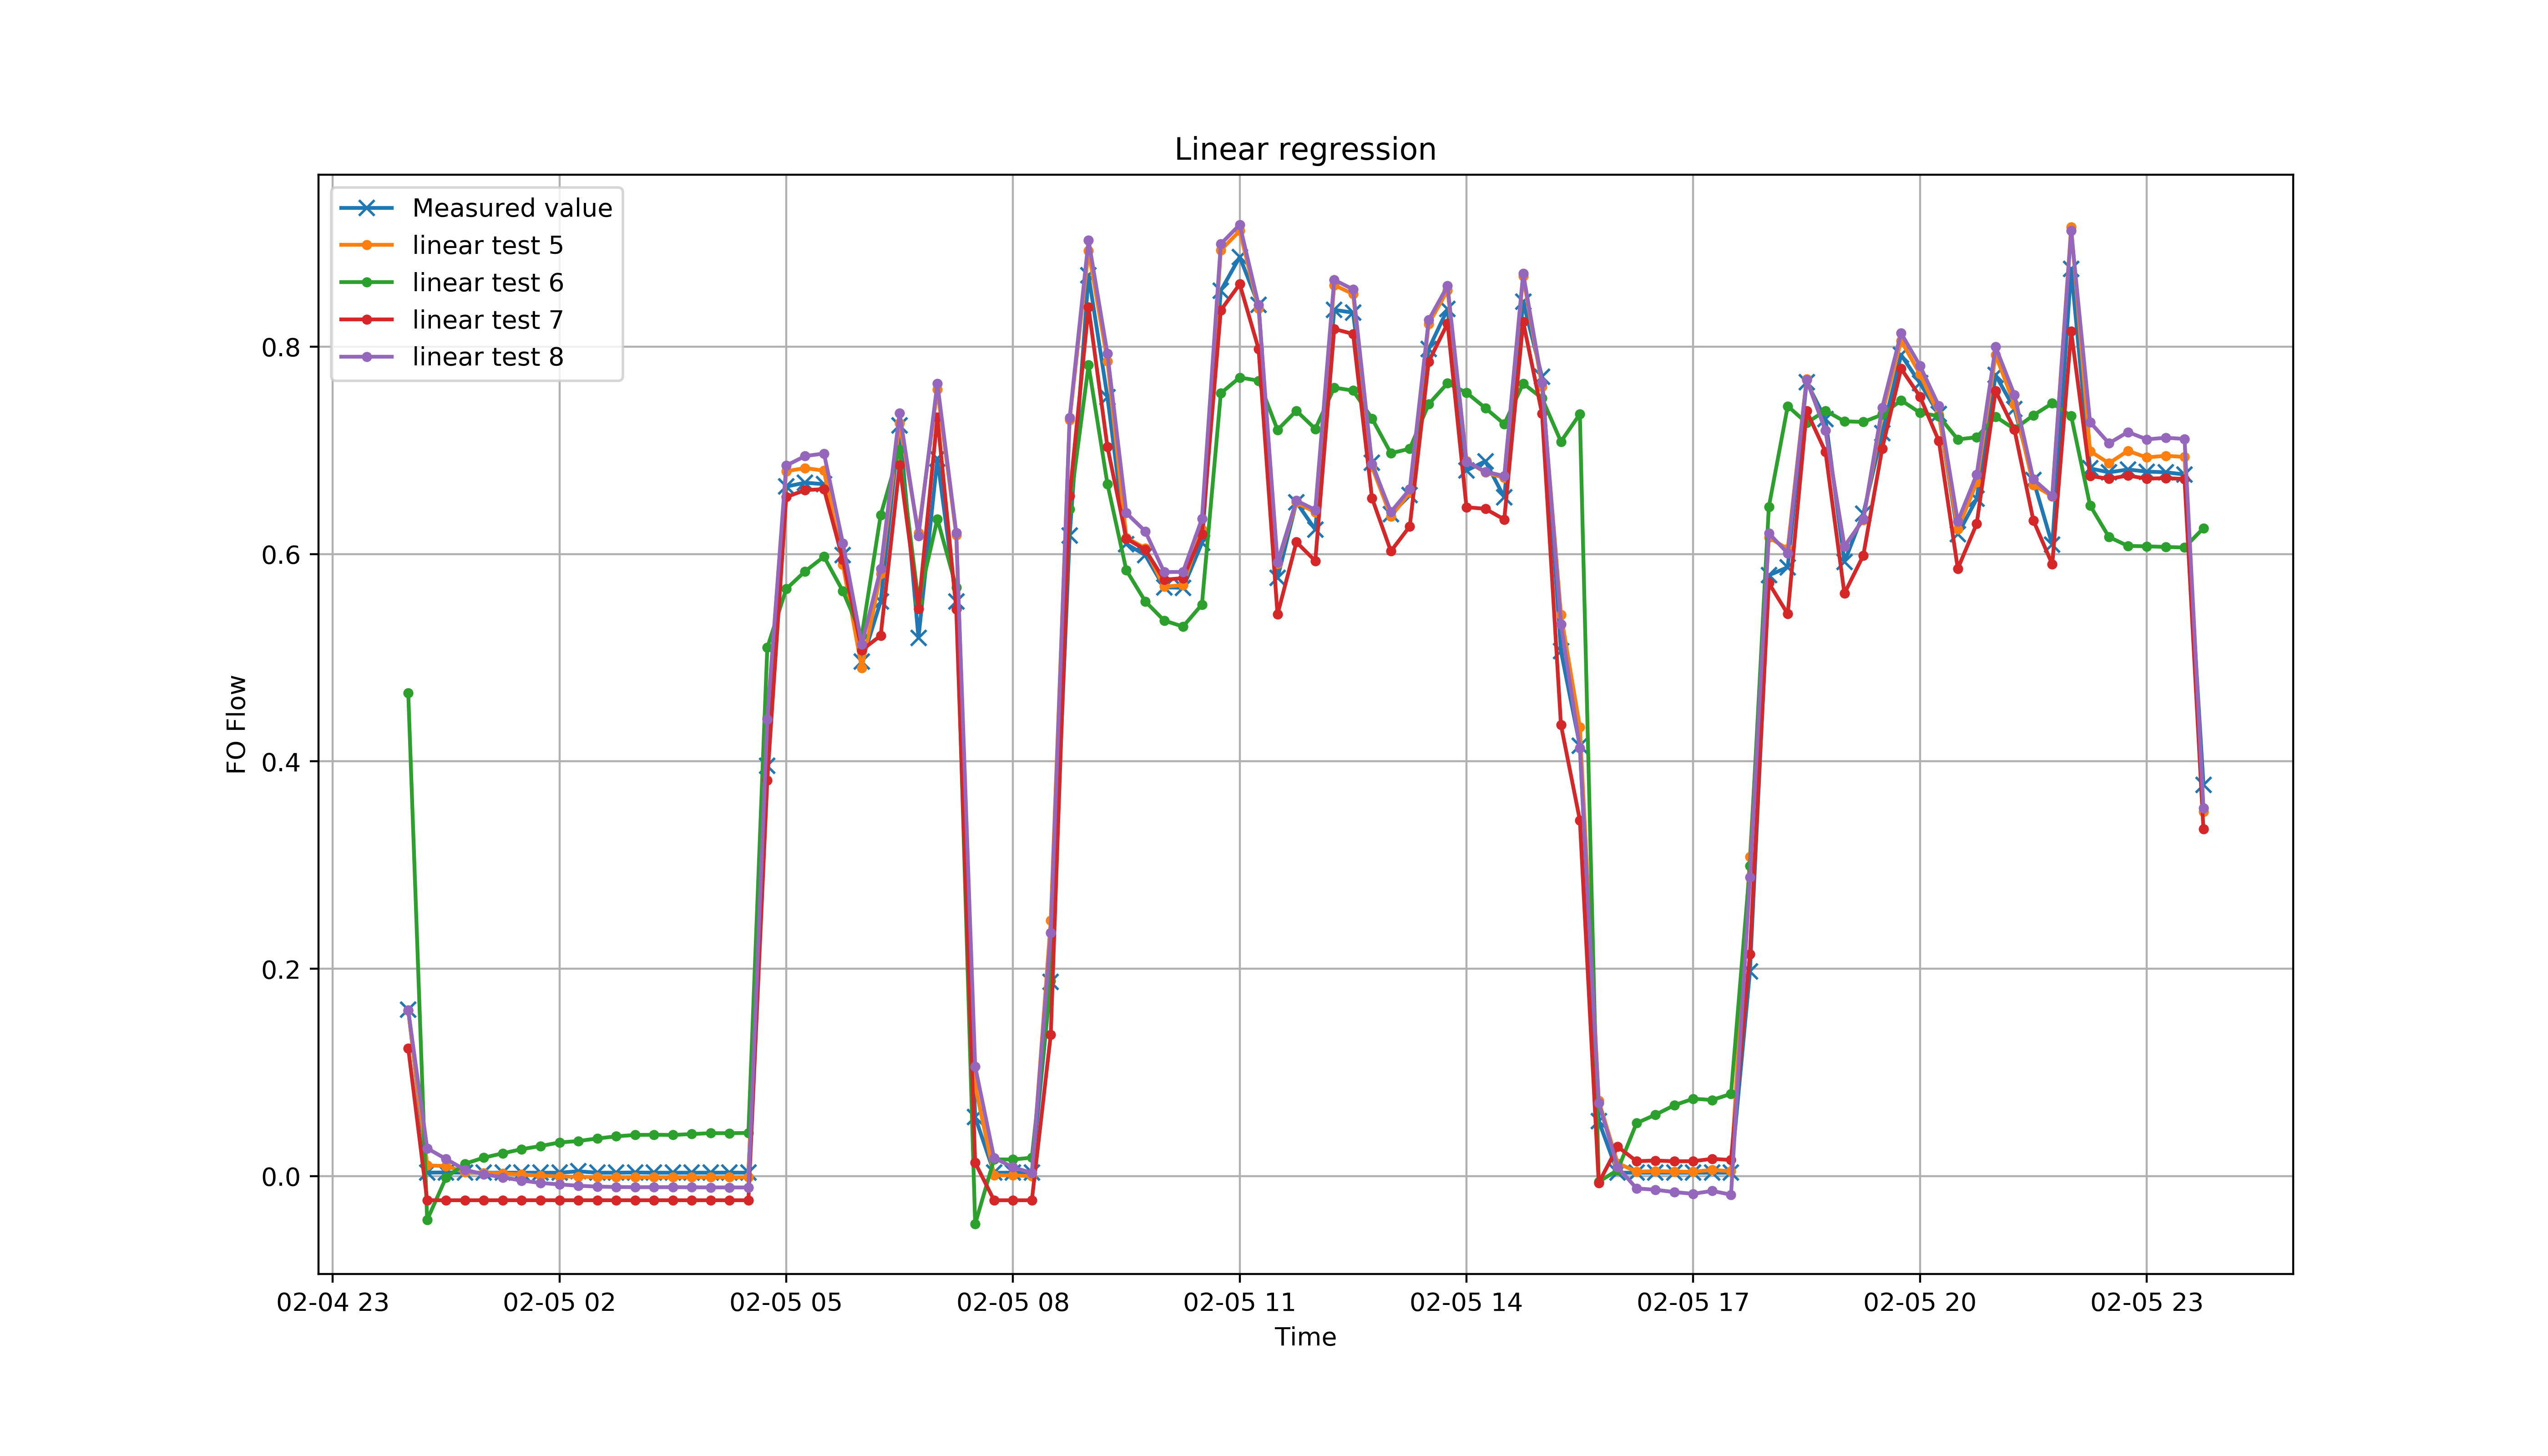 Linear regression
Measured value
linear test 5
linear test 6
linear test 7
linear test 8
0.8
0.6
0.4
0.2
0.0
FO Flow
02-04 23 02-05 02 02-05 05 02-05 08 02-05 11 02-05 14 02-05 17 02-05 20 02-05 23
Time